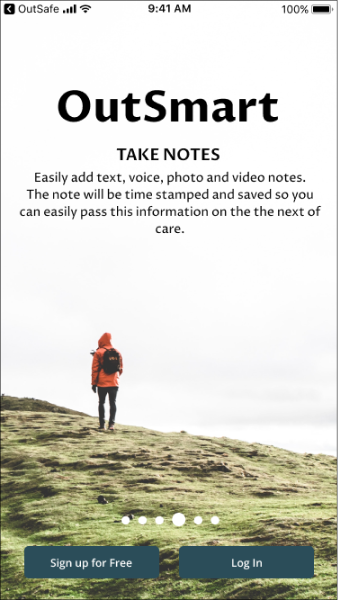 OutSafe 9:41 AM 100%
OutSmart
TAKE NOTES
Easily add text, voice, photo and video notes.
The note will be time stamped and saved so you
can easily pass this information on the the next of
care.
Sign up for Free Log In